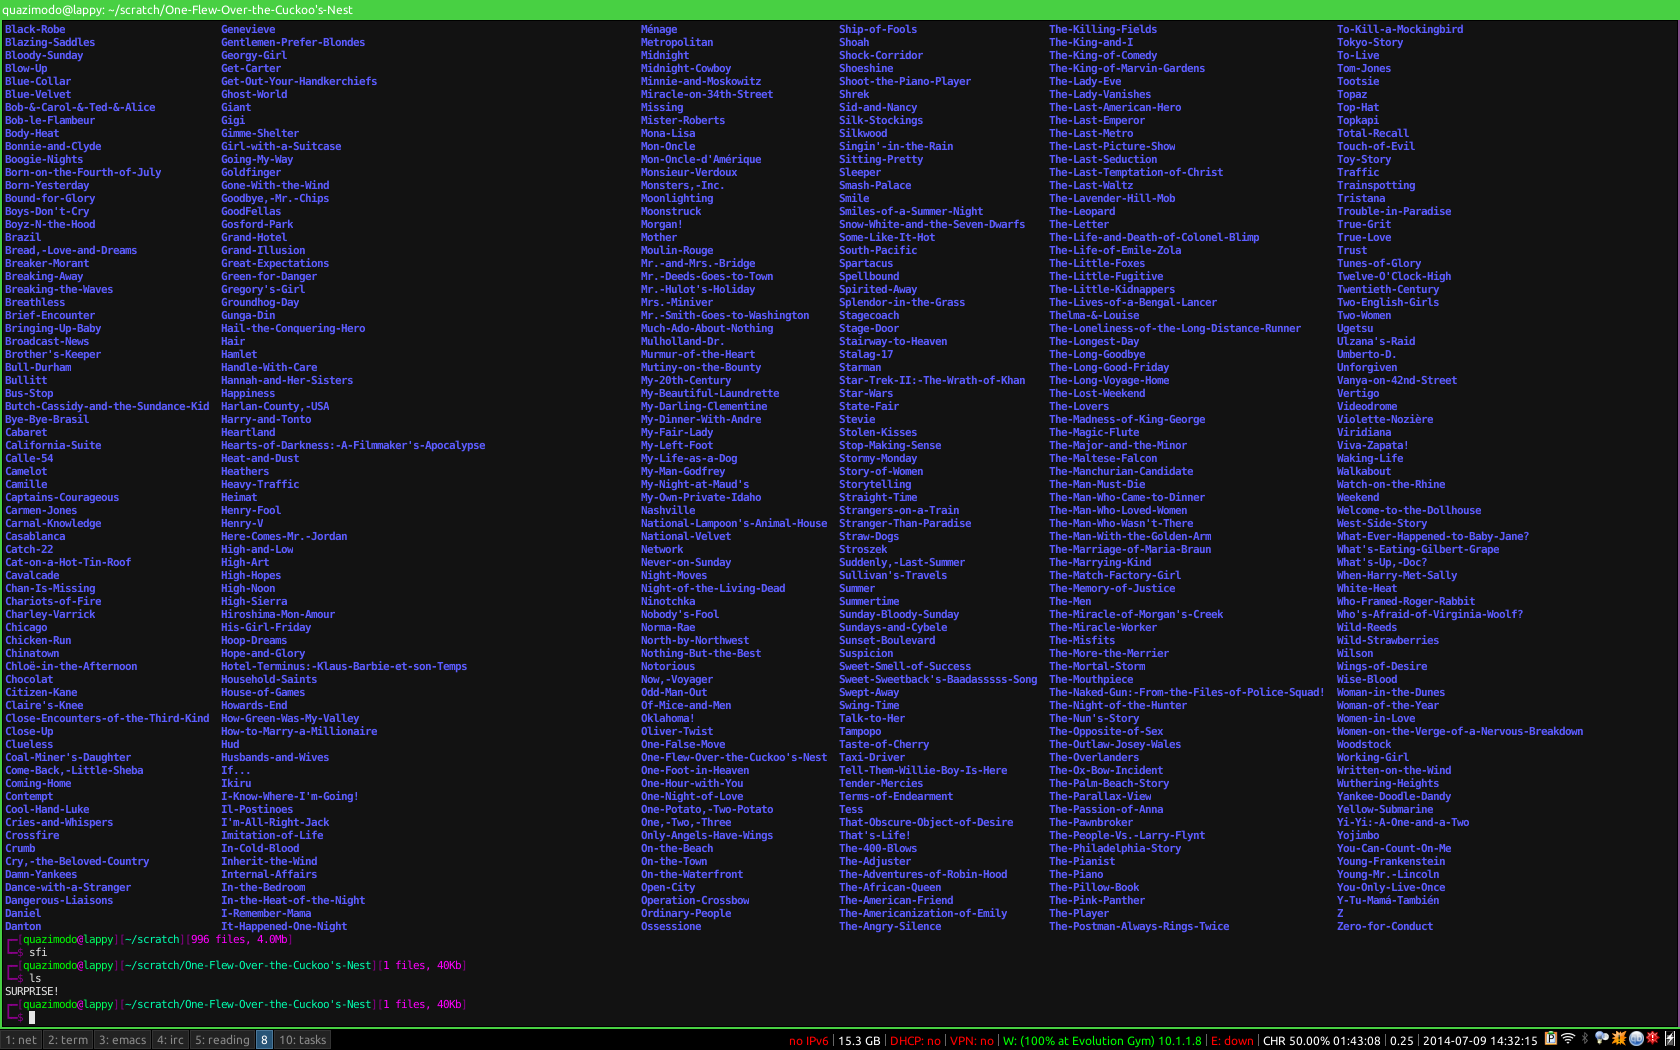 quazimodo@lappy: ~/scratch/One-Flew-Over-the-Cuckoo's-Nest
Black-Robe Genevieve Ménage Ship-of-Fools The-Killing-Fields To-Kill-a-Mockingbird
Blazing-Saddles Gentlemen-Prefer-Blondes Metropolitan Shoah The-King-and-I Tokyo-Story
Bloody-Sunday Georgy-Girl Midnight Shock-Corridor The-King-of-Comedy To-Live
Blow-Up Get-Carter Midnight-Cowboy Shoeshine The-King-of-Marvin-Gardens Tom-Jones
Blue-Collar Get-Out-Your-Handkerchiefs Minnie-and-Moskowitz Shoot-the-Piano-Player The-Lady-Eve Tootsie
Blue-Velvet Ghost-World Miracle-on-34th-Street Shrek The-Lady-Vanishes Topaz
Bob-&-Carol-&-Ted-&-Alice Giant Missing Sid-and-Nancy The-Last-American-Hero Top-Hat
Bob-le-Flambeur Gigi Mister-Roberts Silk-Stockings The-Last-Emperor Topkapi
Body-Heat Gimme-Shelter Mona-Lisa Silkwood The-Last-Metro Total-Recall
Bonnie-and-Clyde Girl-with-a-Suitcase Mon-Oncle Singin'-in-the-Rain The-Last-Picture-Show Touch-of-Evil
Boogie-Nights Going-My-Way Mon-Oncle-d'Amérique Sitting-Pretty The-Last-Seduction Toy-Story
Born-on-the-Fourth-of-July Goldfinger Monsieur-Verdoux Sleeper The-Last-Temptation-of-Christ Traffic
Born-Yesterday Gone-With-the-Wind Monsters,-Inc. Smash-Palace The-Last-Waltz Trainspotting
Bound-for-Glory Goodbye,-Mr.-Chips Moonlighting Smile The-Lavender-Hill-Mob Tristana
Boys-Don't-Cry GoodFellas Moonstruck Smiles-of-a-Summer-Night The-Leopard Trouble-in-Paradise
Boyz-N-the-Hood Gosford-Park Morgan! Snow-White-and-the-Seven-Dwarfs The-Letter True-Grit
Brazil Grand-Hotel Mother Some-Like-It-Hot The-Life-and-Death-of-Colonel-Blimp True-Love
Bread,-Love-and-Dreams Grand-Illusion Moulin-Rouge South-Pacific The-Life-of-Emile-Zola Trust
Breaker-Morant Great-Expectations Mr.-and-Mrs.-Bridge Spartacus The-Little-Foxes Tunes-of-Glory
Breaking-Away Green-for-Danger Mr.-Deeds-Goes-to-Town Spellbound The-Little-Fugitive Twelve-O'Clock-High
Breaking-the-Waves Gregory's-Girl Mr.-Hulot's-Holiday Spirited-Away The-Little-Kidnappers Twentieth-Century
Breathless Groundhog-Day Mrs.-Miniver Splendor-in-the-Grass The-Lives-of-a-Bengal-Lancer Two-English-Girls
Brief-Encounter Gunga-Din Mr.-Smith-Goes-to-Washington Stagecoach Thelma-&-Louise Two-Women
Bringing-Up-Baby Hail-the-Conquering-Hero Much-Ado-About-Nothing Stage-Door The-Loneliness-of-the-Long-Distance-Runner Ugetsu
Broadcast-News Hair Mulholland-Dr. Stairway-to-Heaven The-Longest-Day Ulzana's-Raid
Brother's-Keeper Hamlet Murmur-of-the-Heart Stalag-17 The-Long-Goodbye Umberto-D.
Bull-Durham Handle-With-Care Mutiny-on-the-Bounty Starman The-Long-Good-Friday Unforgiven
Bullitt Hannah-and-Her-Sisters My-20th-Century Star-Trek-II:-The-Wrath-of-Khan The-Long-Voyage-Home Vanya-on-42nd-Street
Bus-Stop Happiness My-Beautiful-Laundrette Star-Wars The-Lost-Weekend Vertigo
Butch-Cassidy-and-the-Sundance-Kid Harlan-County,-USA My-Darling-Clementine State-Fair The-Lovers Videodrome
Bye-Bye-Brasil Harry-and-Tonto My-Dinner-With-Andre Stevie The-Madness-of-King-George Violette-Nozière
Cabaret Heartland My-Fair-Lady Stolen-Kisses The-Magic-Flute Viridiana
California-Suite Hearts-of-Darkness:-A-Filmmaker's-Apocalypse My-Left-Foot Stop-Making-Sense The-Major-and-the-Minor Viva-Zapata!
Calle-54 Heat-and-Dust My-Life-as-a-Dog Stormy-Monday The-Maltese-Falcon Waking-Life
Camelot Heathers My-Man-Godfrey Story-of-Women The-Manchurian-Candidate Walkabout
Camille Heavy-Traffic My-Night-at-Maud's Storytelling The-Man-Must-Die Watch-on-the-Rhine
Captains-Courageous Heimat My-Own-Private-Idaho Straight-Time The-Man-Who-Came-to-Dinner Weekend
Carmen-Jones Henry-Fool Nashville Strangers-on-a-Train The-Man-Who-Loved-Women Welcome-to-the-Dollhouse
Carnal-Knowledge Henry-V National-Lampoon's-Animal-House Stranger-Than-Paradise The-Man-Who-Wasn't-There West-Side-Story
Casablanca Here-Comes-Mr.-Jordan National-Velvet Straw-Dogs The-Man-With-the-Golden-Arm What-Ever-Happened-to-Baby-Jane?
Catch-22 High-and-Low Network Stroszek The-Marriage-of-Maria-Braun What's-Eating-Gilbert-Grape
Cat-on-a-Hot-Tin-Roof High-Art Never-on-Sunday Suddenly,-Last-Summer The-Marrying-Kind What's-Up,-Doc?
Cavalcade High-Hopes Night-Moves Sullivan's-Travels The-Match-Factory-Girl When-Harry-Met-Sally
Chan-Is-Missing High-Noon Night-of-the-Living-Dead Summer The-Memory-of-Justice White-Heat
Chariots-of-Fire High-Sierra Ninotchka Summertime The-Men Who-Framed-Roger-Rabbit
Charley-Varrick Hiroshima-Mon-Amour Nobody's-Fool Sunday-Bloody-Sunday The-Miracle-of-Morgan's-Creek Who's-Afraid-of-Virginia-Woolf?
Chicago His-Girl-Friday Norma-Rae Sundays-and-Cybele The-Miracle-Worker Wild-Reeds
Chicken-Run Hoop-Dreams North-by-Northwest Sunset-Boulevard The-Misfits Wild-Strawberries
Chinatown Hope-and-Glory Nothing-But-the-Best Suspicion The-More-the-Merrier Wilson
Chloë-in-the-Afternoon Hotel-Terminus:-Klaus-Barbie-et-son-Temps Notorious Sweet-Smell-of-Success The-Mortal-Storm Wings-of-Desire
Chocolat Household-Saints Now,-Voyager Sweet-Sweetback's-Baadasssss-Song The-Mouthpiece Wise-Blood
Citizen-Kane House-of-Games Odd-Man-Out Swept-Away The-Naked-Gun:-From-the-Files-of-Police-Squad! Woman-in-the-Dunes
Claire's-Knee Howards-End Of-Mice-and-Men Swing-Time The-Night-of-the-Hunter Woman-of-the-Year
Close-Encounters-of-the-Third-Kind How-Green-Was-My-Valley Oklahoma! Talk-to-Her The-Nun's-Story Women-in-Love
Close-Up How-to-Marry-a-Millionaire Oliver-Twist Tampopo The-Opposite-of-Sex Women-on-the-Verge-of-a-Nervous-Breakdown
Clueless Hud One-False-Move Taste-of-Cherry The-Outlaw-Josey-Wales Woodstock
Coal-Miner's-Daughter Husbands-and-Wives One-Flew-Over-the-Cuckoo's-Nest Taxi-Driver The-Overlanders Working-Girl
Come-Back,-Little-Sheba If... One-Foot-in-Heaven Tell-Them-Willie-Boy-Is-Here The-Ox-Bow-Incident Written-on-the-Wind
Coming-Home Ikiru One-Hour-with-You Tender-Mercies The-Palm-Beach-Story Wuthering-Heights
Contempt I-Know-Where-I'm-Going! One-Night-of-Love Terms-of-Endearment The-Parallax-View Yankee-Doodle-Dandy
Cool-Hand-Luke Il-Postinoes One-Potato,-Two-Potato Tess The-Passion-of-Anna Yellow-Submarine
Cries-and-Whispers I'm-All-Right-Jack One,-Two,-Three That-Obscure-Object-of-Desire The-Pawnbroker Yi-Yi:-A-One-and-a-Two
Crossfire Imitation-of-Life Only-Angels-Have-Wings That's-Life! The-People-Vs.-Larry-Flynt Yojimbo
Crumb In-Cold-Blood On-the-Beach The-400-Blows The-Philadelphia-Story You-Can-Count-On-Me
Cry,-the-Beloved-Country Inherit-the-Wind On-the-Town The-Adjuster The-Pianist Young-Frankenstein
Damn-Yankees Internal-Affairs On-the-Waterfront The-Adventures-of-Robin-Hood The-Piano Young-Mr.-Lincoln
Dance-with-a-Stranger In-the-Bedroom Open-City The-African-Queen The-Pillow-Book You-Only-Live-Once
Dangerous-Liaisons In-the-Heat-of-the-Night Operation-Crossbow The-American-Friend The-Pink-Panther Y-Tu-Mamá-También
Daniel I-Remember-Mama Ordinary-People The-Americanization-of-Emily The-Player Z
Danton It-Happened-One-Night Ossessione The-Angry-Silence The-Postman-Always-Rings-Twice Zero-for-Conduct
[quazimodo@lappy][~/scratch][996 files, 4.0Mb]
$ sfi
[quazimodo@lappy][~/scratch/One-Flew-Over-the-Cuckoo's-Nest][1 files, 40Kb]
$ ls
SURPRISE!
[quazimodo@lappy][~/scratch/One-Flew-Over-the-Cuckoo's-Nest][1 files, 40Kb]
$
1: net 2: term 3: emacs 4: irc 5: reading 8 10: tasks no IPv6 | 15.3 GB | DHCP: no | VPN: no | W: (100% at Evolution Gym) 10.1.1.8 | E: down | CHR 50.00% 01:43:08 | 0.25 | 2014-07-09 14:32:15